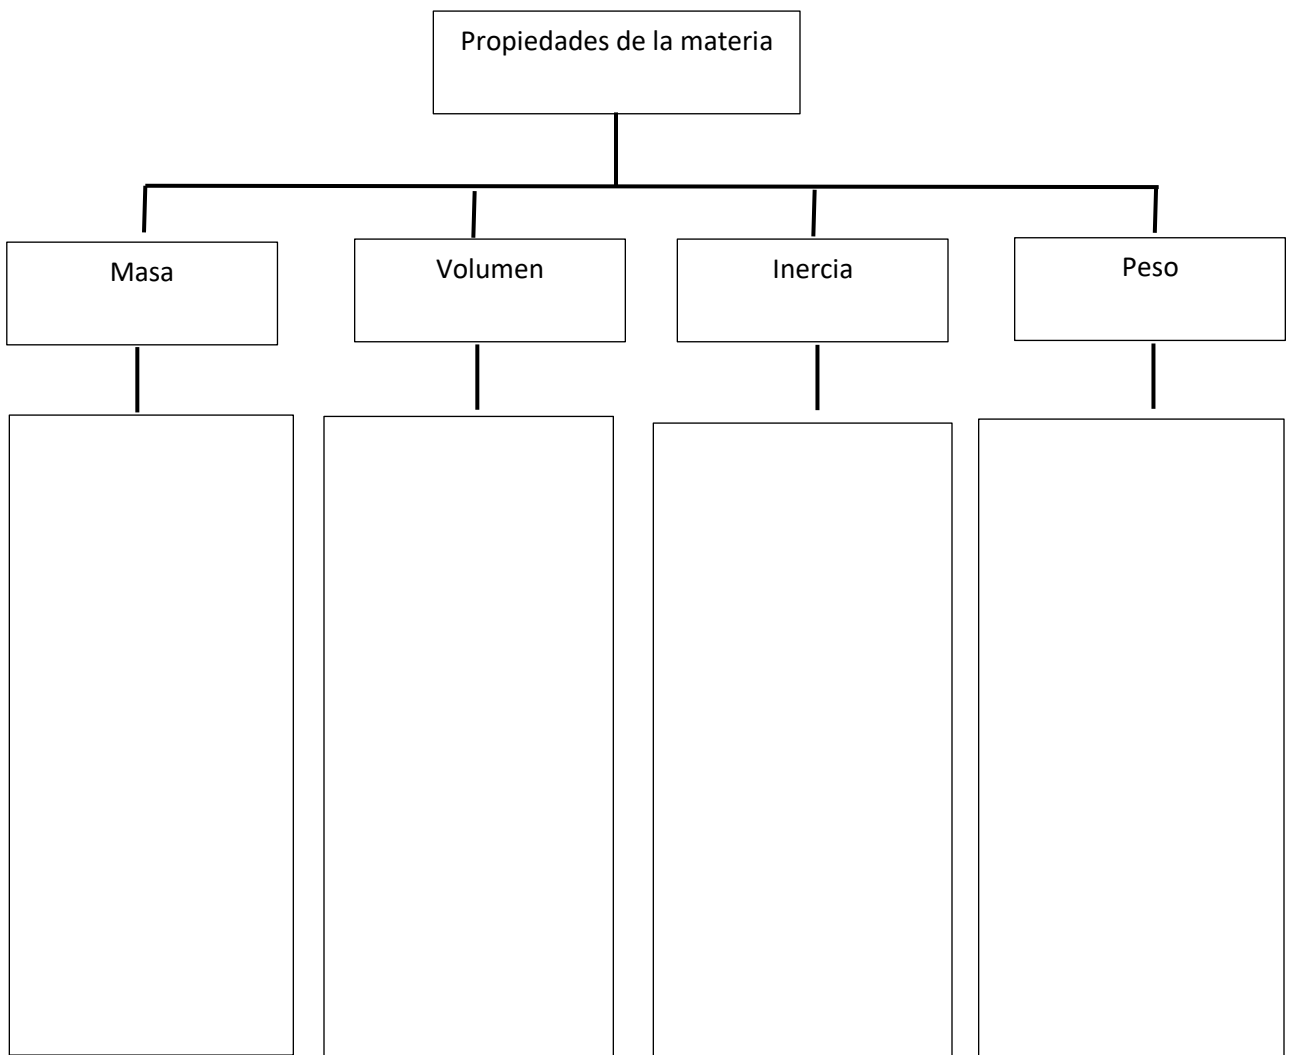 Propiedades de la materia
Masa
Volumen
Inercia
Peso